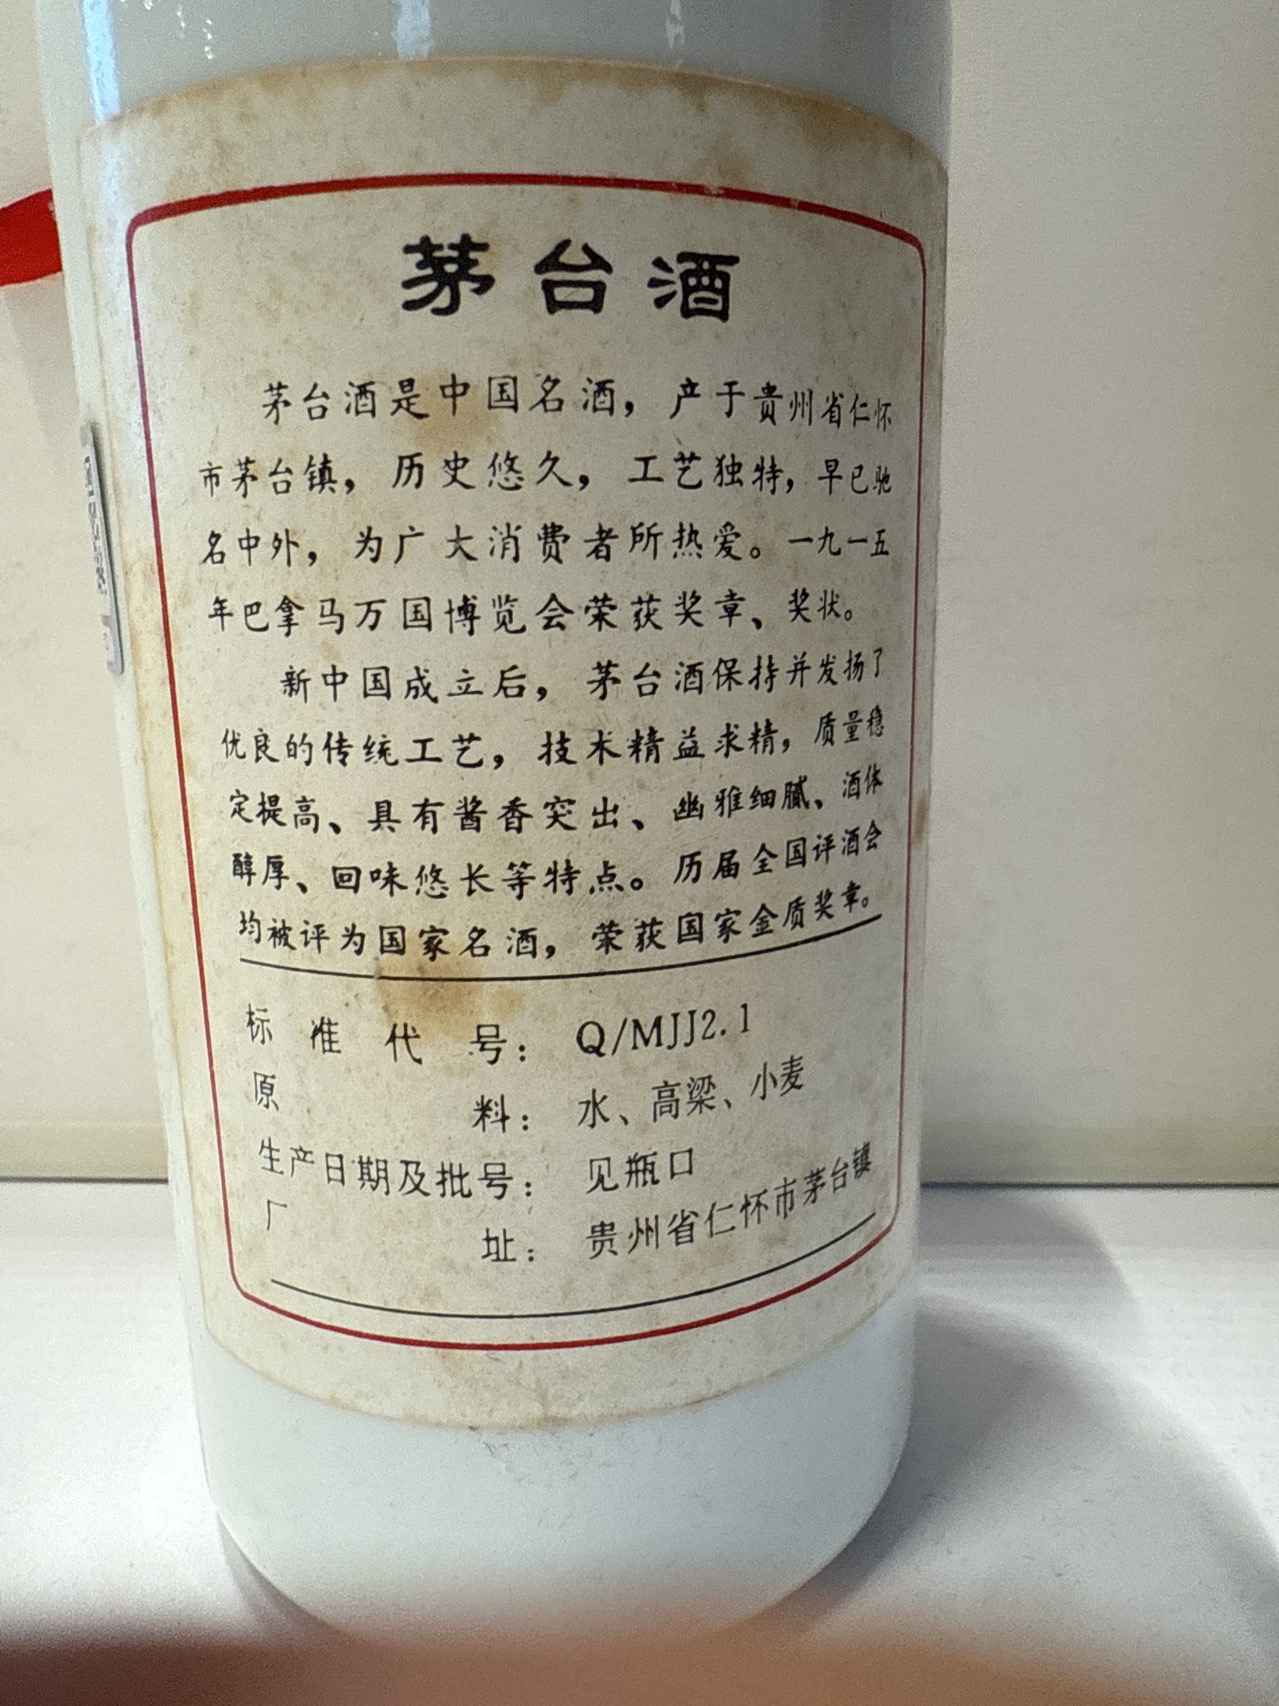 茅台酒
茅台酒是中国名酒，产于贵州省仁怀
市茅台镇，历史悠久，工艺独特，早已驰
名中外，为广大消费者所热爱。一九一五
年巴拿马万国博览会荣获奖章、奖状。
新中国成立后，茅台酒保持并发扬了
优良的传统工艺，技术精益求精，质量稳
定提高、具有酱香突出、幽雅细腻、酒体
醇厚、回味悠长等特点。历届全国评酒会
均被评为国家名酒，荣获国家金质奖章。
标准代号：Q/MJJ2.1
原料：水、高粱、小麦
生产日期及批号：见瓶口
厂址：贵州省仁怀市茅台镇